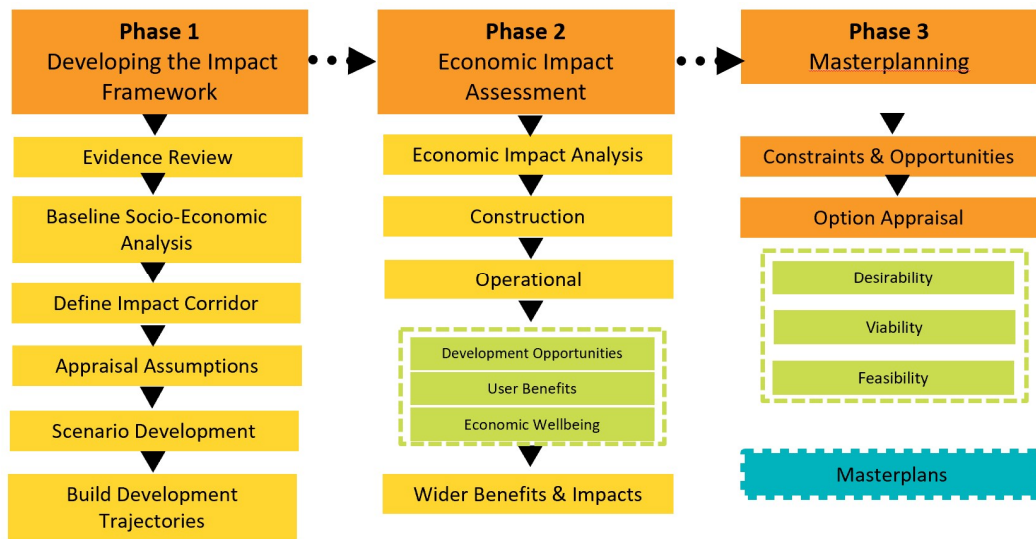 Phase 1
Developing the Impact
Framework
Evidence Review
Baseline Socio-Economic
Analysis
Define Impact Corridor
Appraisal Assumptions
Scenario Development
Build Development
Trajectories
Phase 2
Economic Impact
Assessment
Economic Impact Analysis
Construction
Operational
Development Opportunities
User Benefits
Economic Wellbeing
Wider Benefits & Impacts
Phase 3
Masterplanning
Constraints & Opportunities
Option Appraisal
Desirability
Viability
Feasibility
Masterplans